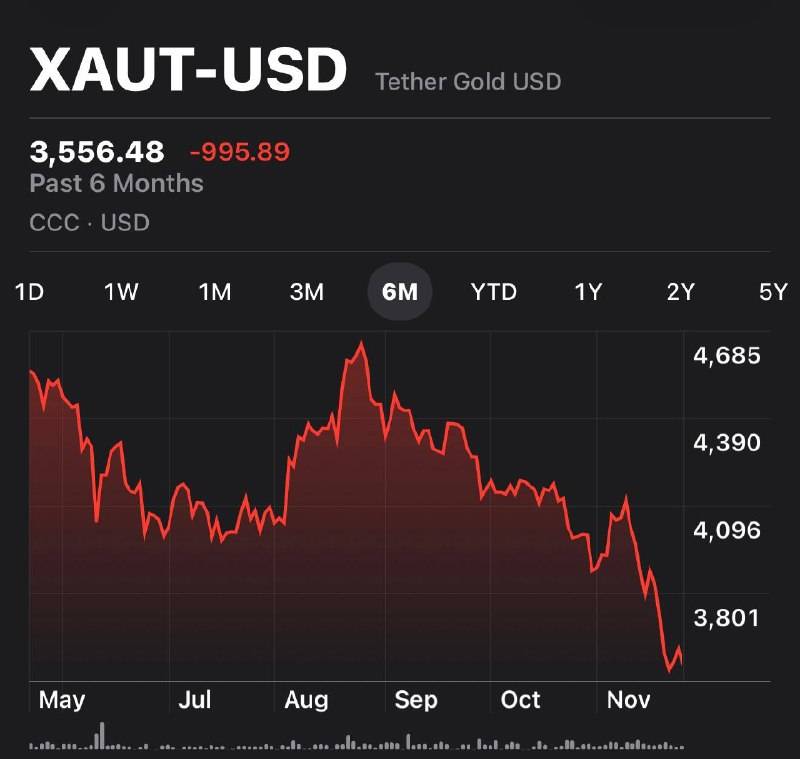 XAUT-USD Tether Gold USD
3,556.48 -995.89
Past 6 Months
CCC · USD
1D 1W 1M 3M 6M YTD 1Y 2Y 5Y
4,685
4,390
4,096
3,801
May Jul Aug Sep Oct Nov